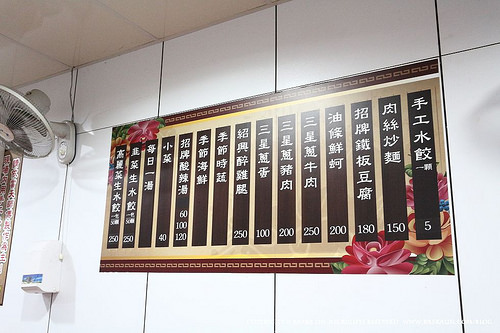 手工水餃 一顆 5
肉絲炒麵 150
招牌鐵板豆腐 180
油條鮮蚵 200
三星蔥牛肉 250
三星蔥豬肉 200
三星蔥蛋 100
紹興醉雞腿 250
季節時蔬
季節海鮮
招牌酸辣湯 60 100 120
小菜 40
每日一湯
韭菜生水餃 250
高麗菜生水餃 250